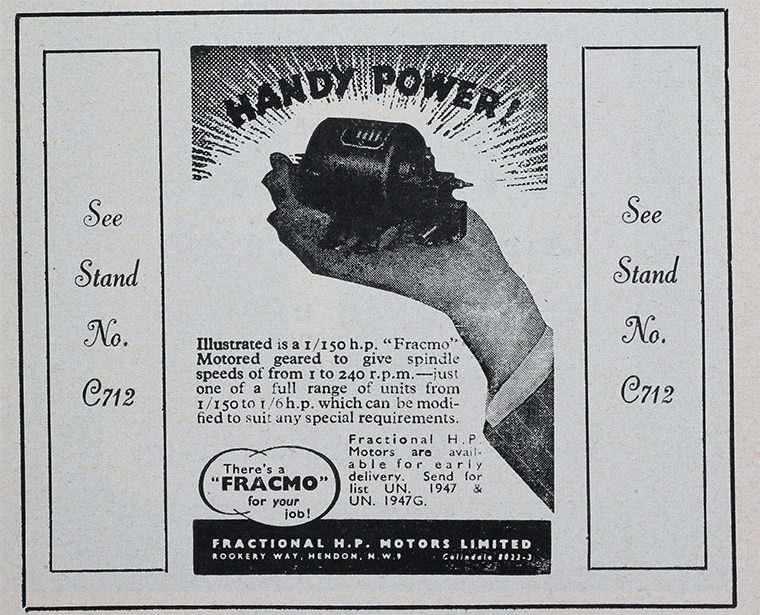 HANDY POWER!
See
Stand
No.
C712
Illustrated is a 1/150 h.p. "Fracmo"
Motored geared to give spindle
speeds of from 1 to 240 r.p.m.—just
one of a full range of units from
1/150 to 1/6 h.p. which can be modi-
fied to suit any special requirements.
Fractional H.P.
Motors are avail-
able for early
delivery. Send for
list UN. 1947 &
UN. 1947G.
There's a
"FRACMO"
for your
job!
FRACTIONAL H.P. MOTORS LIMITED
ROOKERY WAY, HENDON, N.W.9 Colindale 8022-3
See
Stand
No.
C712